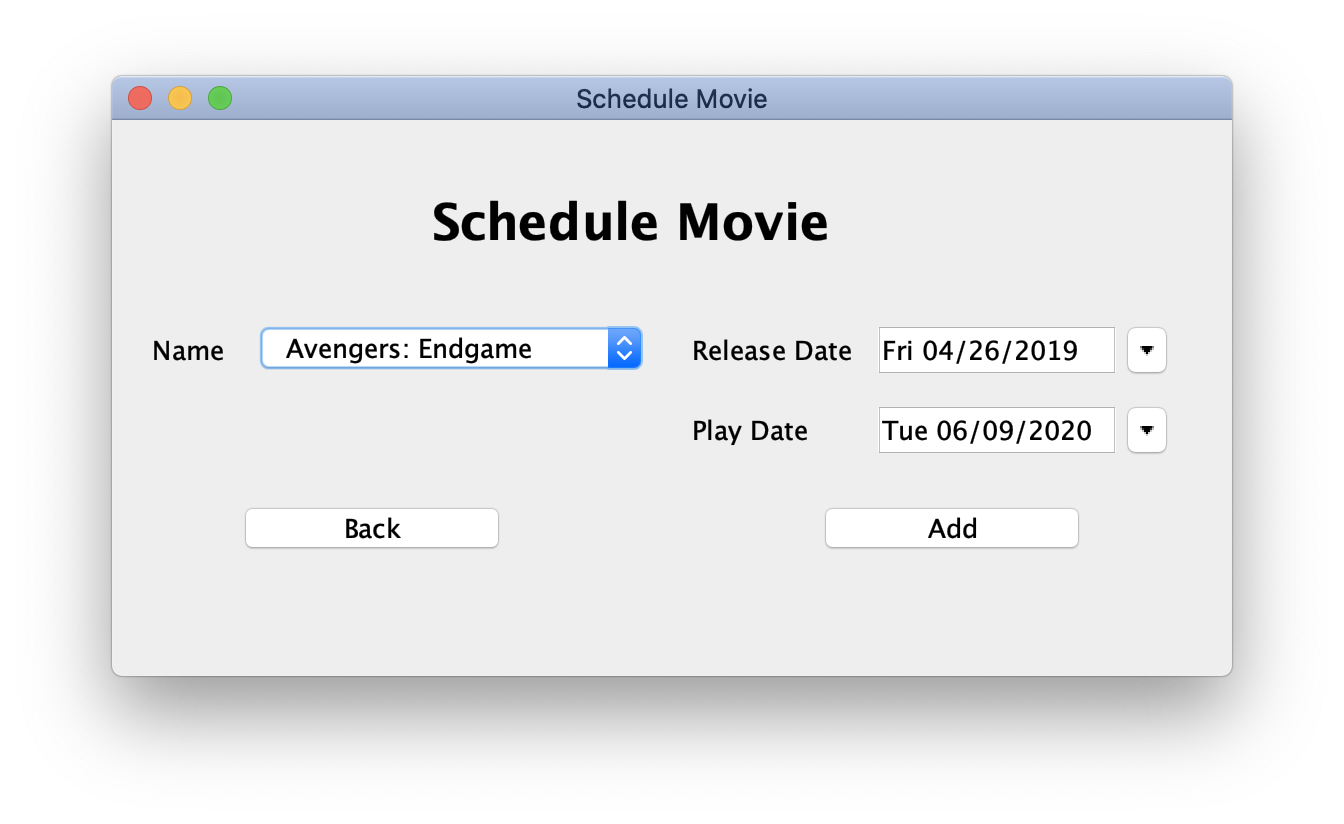 Schedule Movie
Schedule Movie
Name Avengers: Endgame Release Date Fri 04/26/2019
Play Date Tue 06/09/2020
Back Add